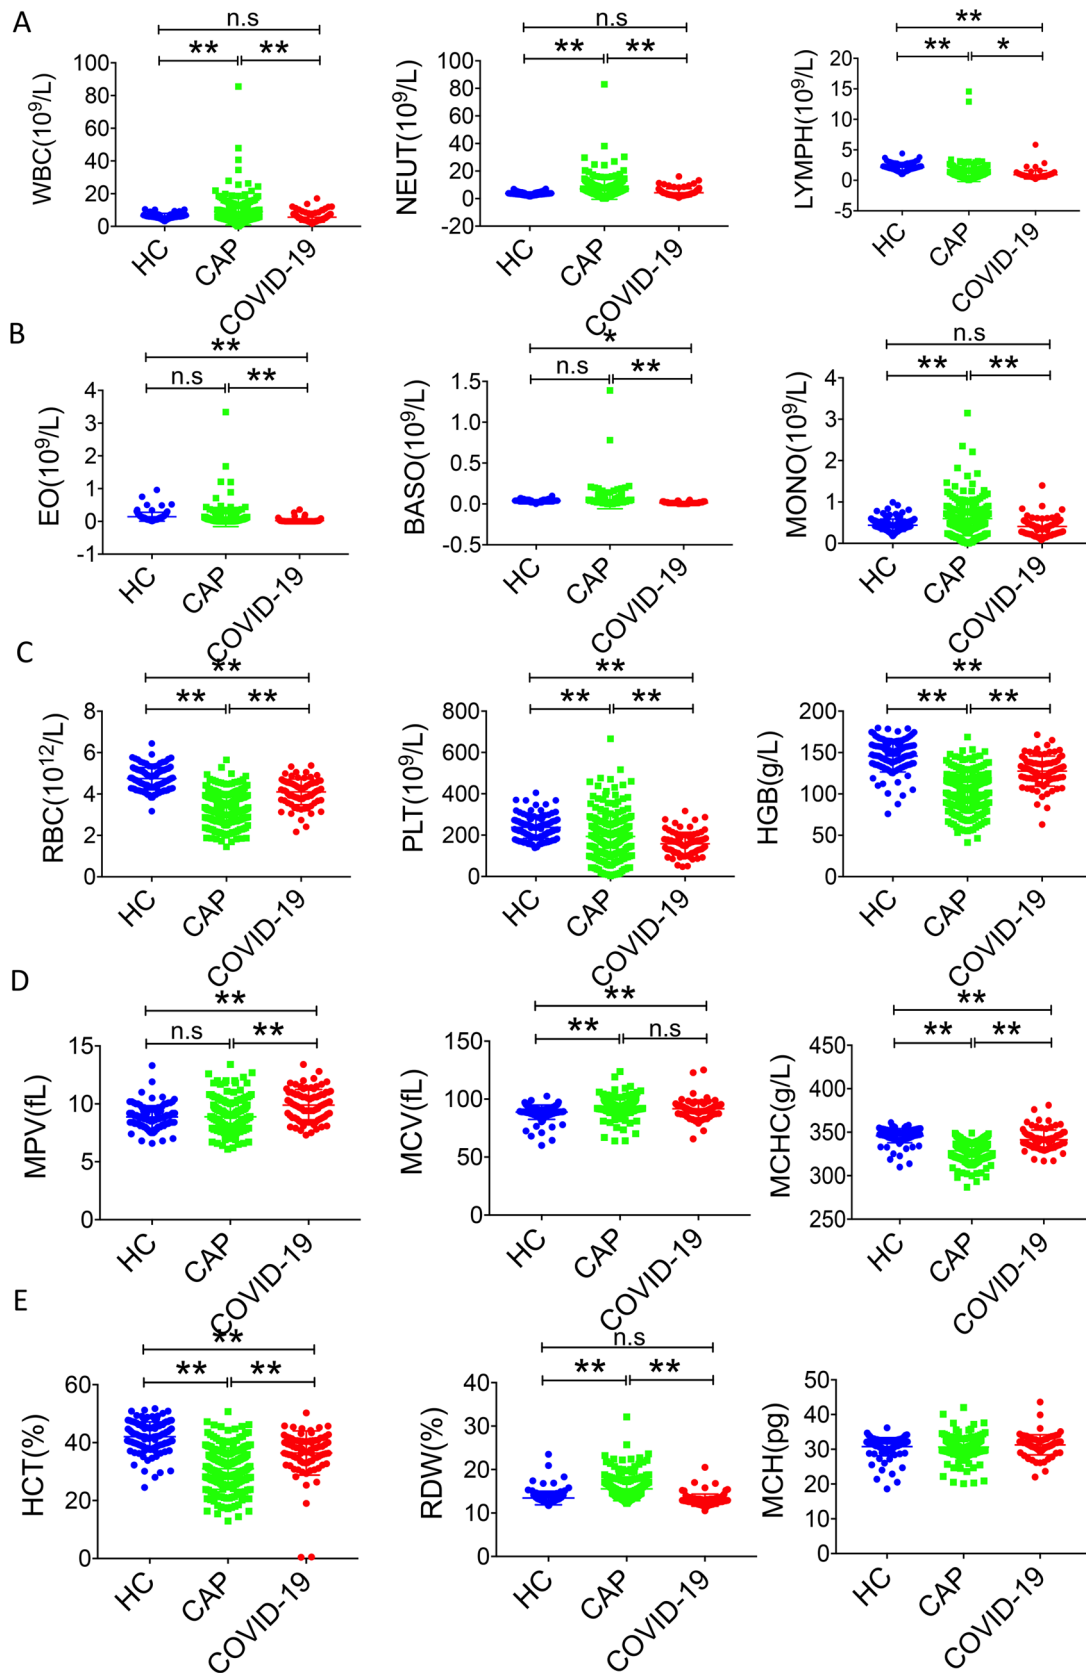 A
n.s
** **
WBC(10⁹/L)
100
80
60
40
20
0
HC
CAP
COVID-19
n.s
** **
NEUT(10⁹/L)
100
80
60
40
20
0
-20
HC
CAP
COVID-19
**
** *
LYMPH(10⁹/L)
20
15
10
5
0
-5
HC
CAP
COVID-19
B
**
n.s **
EO(10⁹/L)
4
3
2
1
0
-1
HC
CAP
COVID-19
*
n.s **
BASO(10⁹/L)
1.5
1.0
0.5
0.0
-0.5
HC
CAP
COVID-19
n.s
** **
MONO(10⁹/L)
4
3
2
1
0
HC
CAP
COVID-19
C
**
** **
RBC(10¹²/L)
8
6
4
2
0
HC
CAP
COVID-19
**
** **
PLT(10⁹/L)
800
600
400
200
0
HC
CAP
COVID-19
**
** **
HGB(g/L)
200
150
100
50
0
HC
CAP
COVID-19
D
**
n.s **
MPV(fL)
15
10
5
0
HC
CAP
COVID-19
**
** n.s
MCV(fL)
150
100
50
0
HC
CAP
COVID-19
**
** **
MCHC(g/L)
450
400
350
300
250
HC
CAP
COVID-19
E
**
** **
HCT(%)
60
40
20
0
HC
CAP
COVID-19
n.s
** **
RDW(%)
40
30
20
10
0
HC
CAP
COVID-19
MCH(pg)
50
40
30
20
10
0
HC
CAP
COVID-19